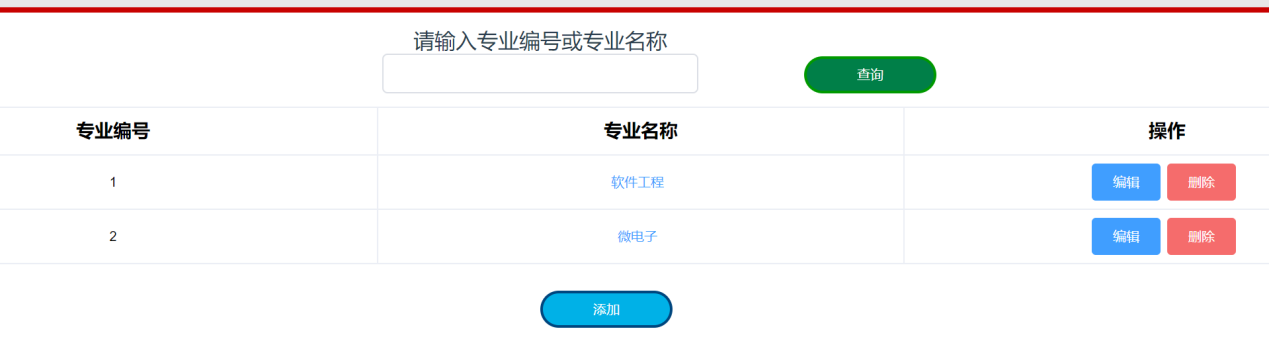 请输入专业编号或专业名称
查询
专业编号 专业名称 操作
1 软件工程 编辑 删除
2 微电子 编辑 删除
添加